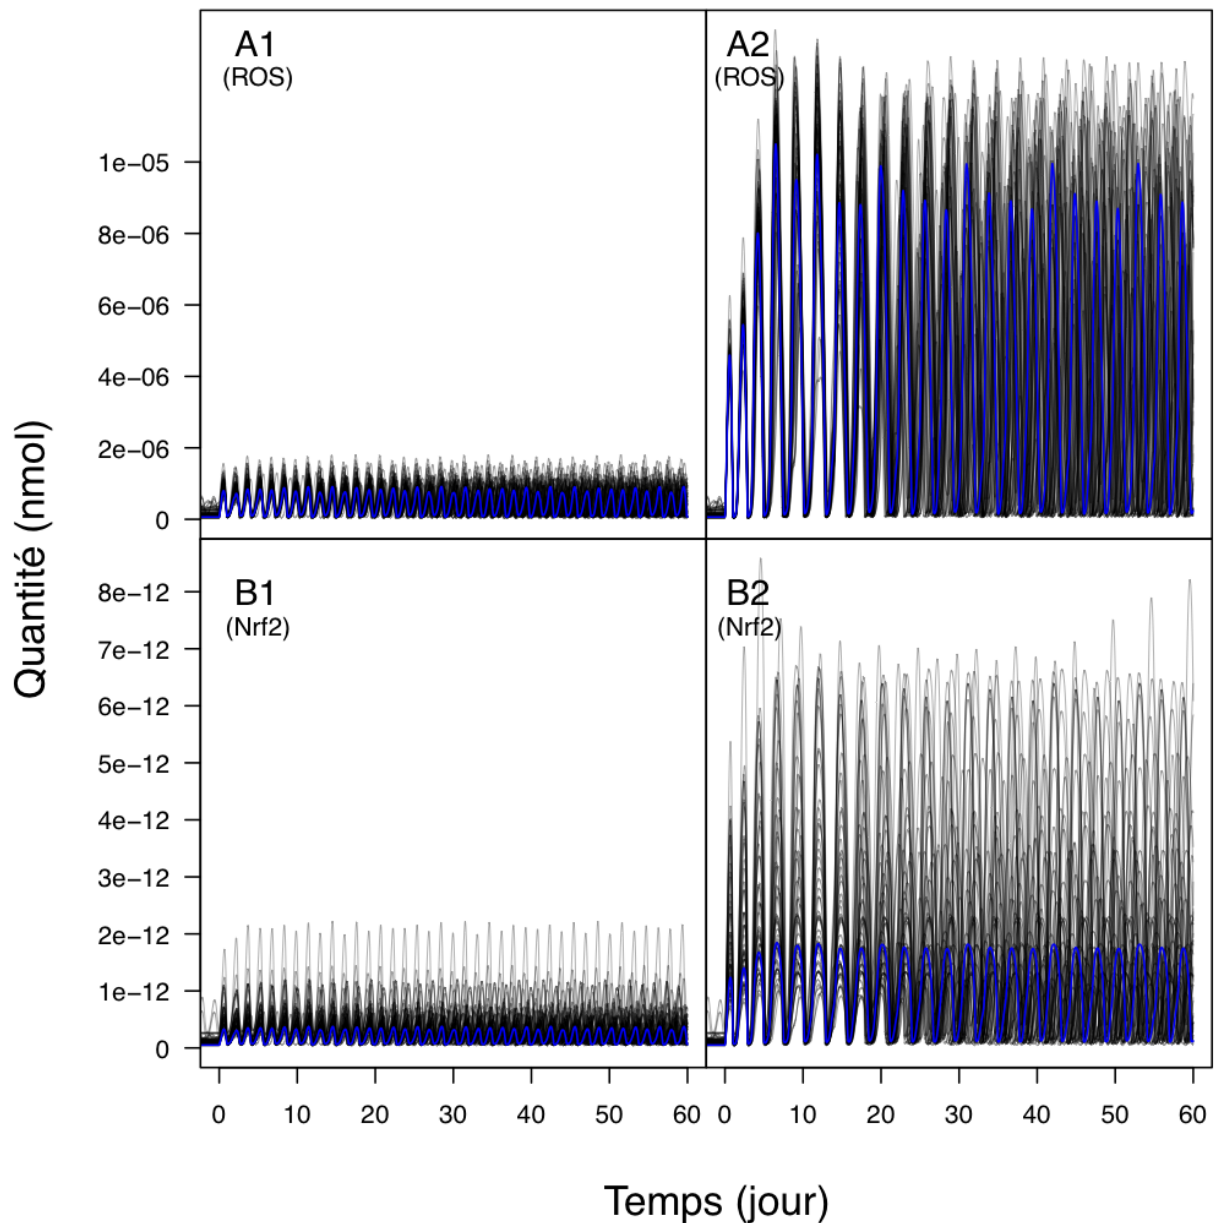 A1
(ROS)
A2
(ROS)
1e−05
8e−06
6e−06
4e−06
2e−06
0
B1
(Nrf2)
B2
(Nrf2)
8e−12
7e−12
6e−12
5e−12
4e−12
3e−12
2e−12
1e−12
0
Quantité (nmol)
0 10 20 30 40 50 60 0 10 20 30 40 50 60
Temps (jour)